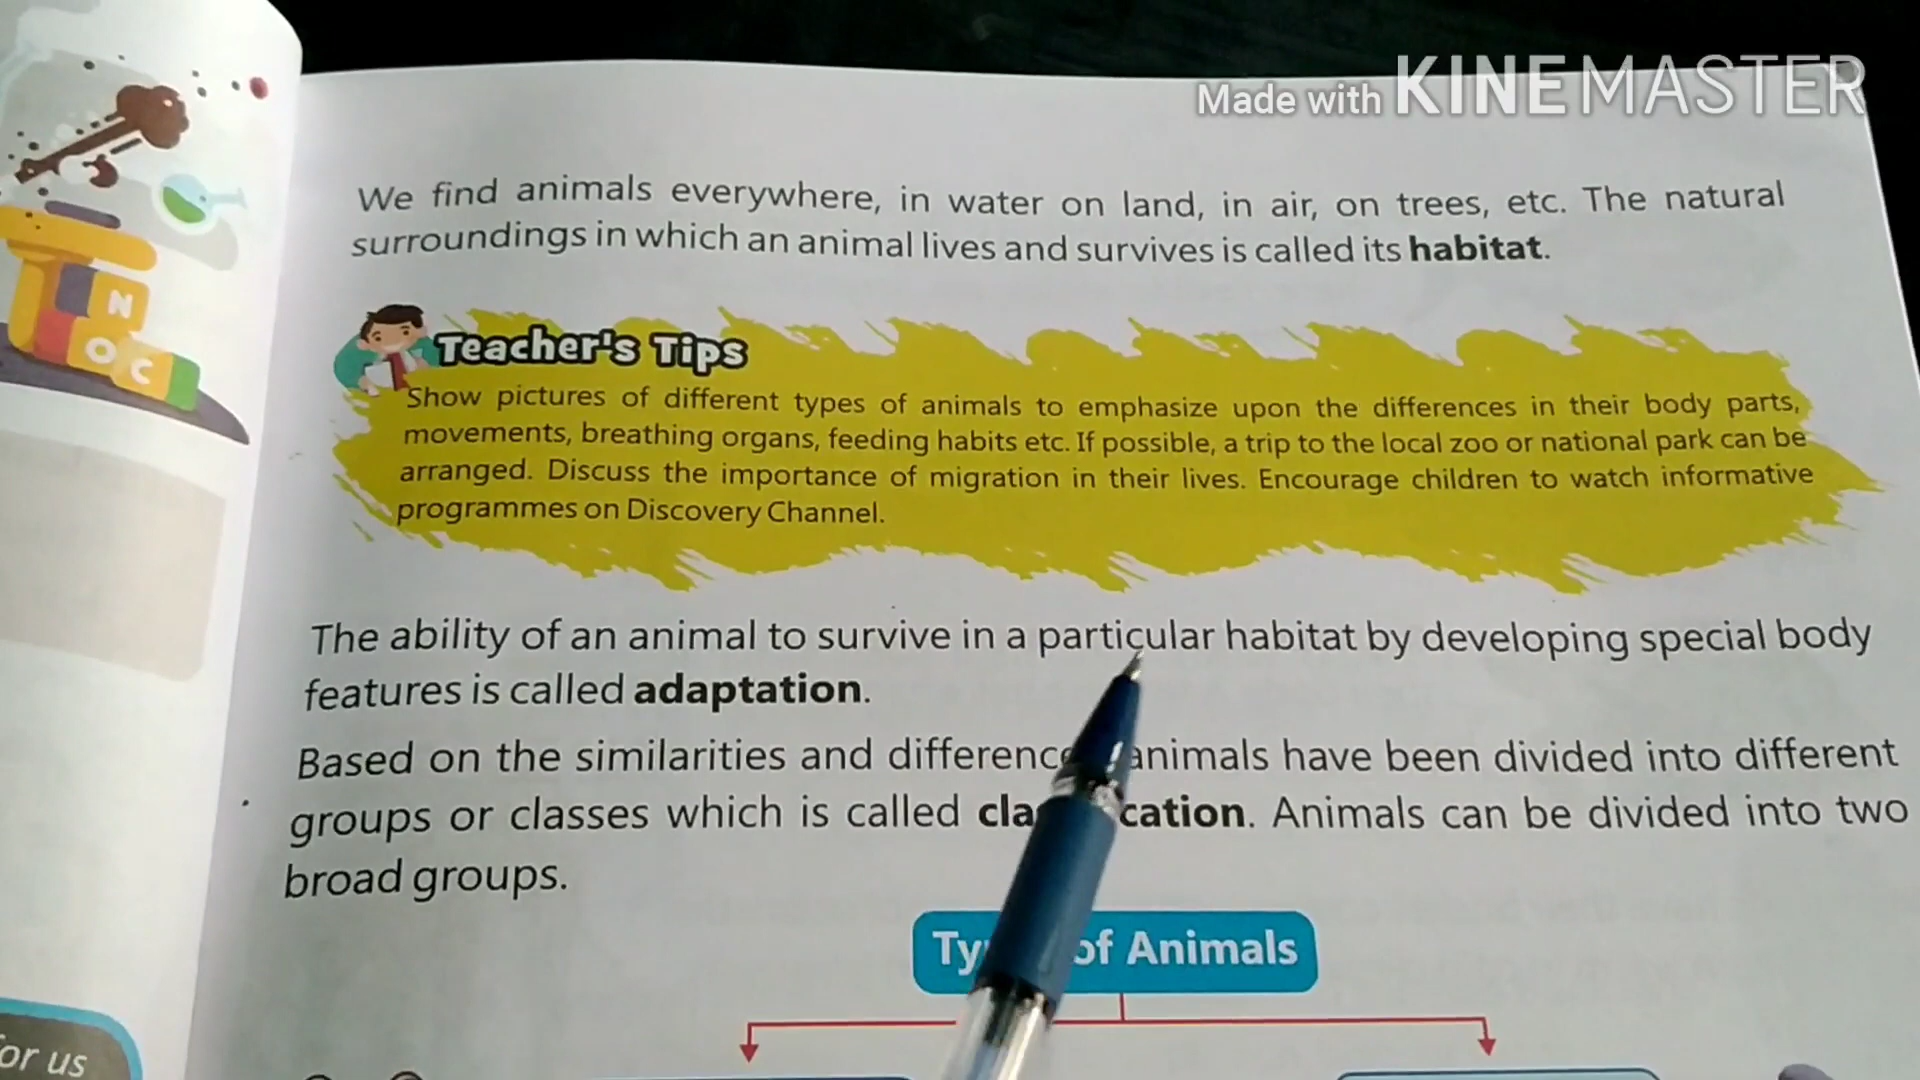 Made with KINEMASTER
We find animals everywhere, in water on land, in air, on trees, etc. The natural
surroundings in which an animal lives and survives is called its habitat.
Teacher's Tips
Show pictures of different types of animals to emphasize upon the differences in their body parts,
movements, breathing organs, feeding habits etc. If possible, a trip to the local zoo or national park can be
arranged. Discuss the importance of migration in their lives. Encourage children to watch informative
programmes on Discovery Channel.
The ability of an animal to survive in a particular habitat by developing special body
features is called adaptation.
Based on the similarities and animals have been divided into different
groups or classes which is called . Animals can be divided into two
broad groups.
of Animals
N
O C
or us